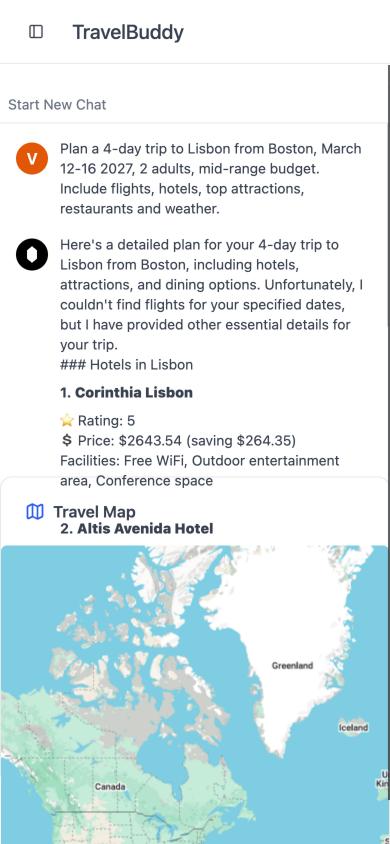 TravelBuddy
Start New Chat
V
Plan a 4-day trip to Lisbon from Boston, March
12-16 2027, 2 adults, mid-range budget.
Include flights, hotels, top attractions,
restaurants and weather.
Here's a detailed plan for your 4-day trip to
Lisbon from Boston, including hotels,
attractions, and dining options. Unfortunately, I
couldn't find flights for your specified dates,
but I have provided other essential details for
your trip.
### Hotels in Lisbon
1. Corinthia Lisbon
⭐ Rating: 5
💲 Price: $2643.54 (saving $264.35)
Facilities: Free WiFi, Outdoor entertainment
area, Conference space
Travel Map
2. Altis Avenida Hotel
Greenland
Iceland
Canada